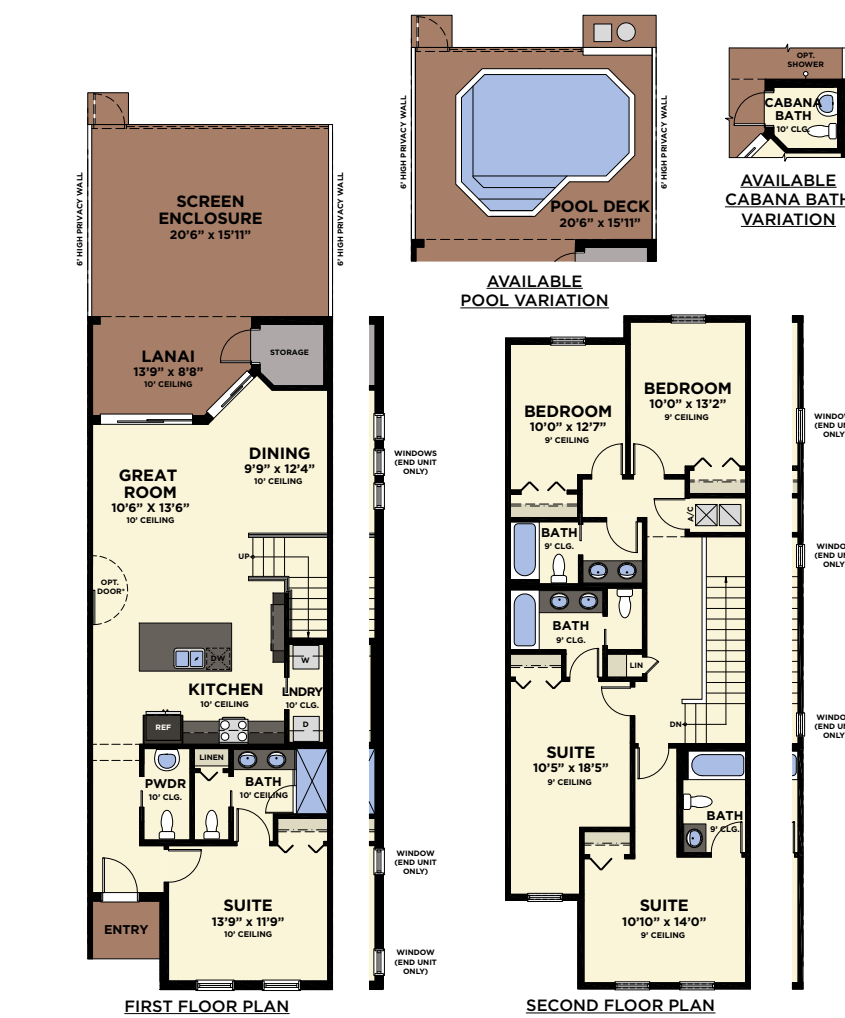 OPT.
SHOWER
CABANA
BATH
10' CLG.
AVAILABLE
CABANA BATH
VARIATION
6' HIGH PRIVACY WALL
6' HIGH PRIVACY WALL
POOL DECK
20'6" x 15'11"
AVAILABLE
POOL VARIATION
6' HIGH PRIVACY WALL
6' HIGH PRIVACY WALL
SCREEN
ENCLOSURE
20'6" x 15'11"
LANAI
13'9" x 8'8"
10' CEILING
STORAGE
DINING
9'9" x 12'4"
10' CEILING
GREAT
ROOM
10'6" X 13'6"
10' CEILING
WINDOWS
(END UNIT
ONLY)
UP
OPT.
DOOR*
DW
W
KITCHEN
10' CEILING
LNDRY
10' CLG.
REF
D
LINEN
PWDR
10' CLG.
BATH
10' CEILING
WINDOW
(END UNIT
ONLY)
SUITE
13'9" x 11'9"
10' CEILING
ENTRY
WINDOW
(END UNIT
ONLY)
FIRST FLOOR PLAN
BEDROOM
10'0" x 12'7"
9' CEILING
BEDROOM
10'0" x 13'2"
9' CEILING
WINDOW
(END UN
ONLY
A/C
BATH
9' CLG.
WINDO
(END UN
ONLY
BATH
9' CLG.
LIN
DN
WINDO
(END UN
ONLY
SUITE
10'5" x 18'5"
9' CEILING
BATH
9' CLG.
SUITE
10'10" x 14'0"
9' CEILING
SECOND FLOOR PLAN